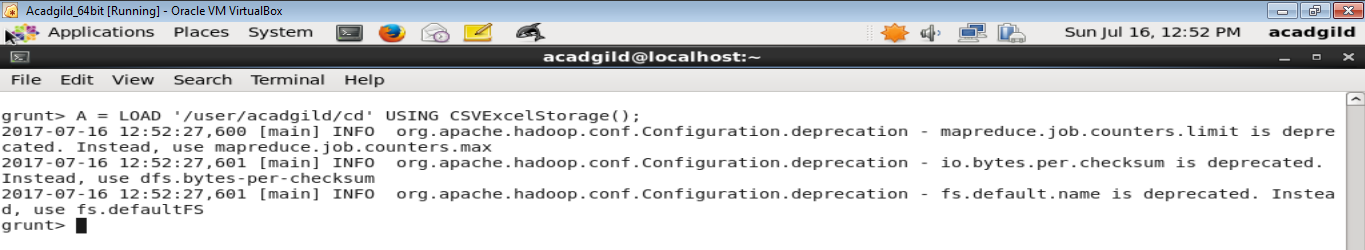 Acadgild_64bit [Running] - Oracle VM VirtualBox
Applications Places System Sun Jul 16, 12:52 PM acadgild
acadgild@localhost:~
File Edit View Search Terminal Help
grunt> A = LOAD '/user/acadgild/cd' USING CSVExcelStorage();
2017-07-16 12:52:27,600 [main] INFO  org.apache.hadoop.conf.Configuration.deprecation - mapreduce.job.counters.limit is depre
cated. Instead, use mapreduce.job.counters.max
2017-07-16 12:52:27,601 [main] INFO  org.apache.hadoop.conf.Configuration.deprecation - io.bytes.per.checksum is deprecated.
Instead, use dfs.bytes-per-checksum
2017-07-16 12:52:27,601 [main] INFO  org.apache.hadoop.conf.Configuration.deprecation - fs.default.name is deprecated. Instea
d, use fs.defaultFS
grunt>